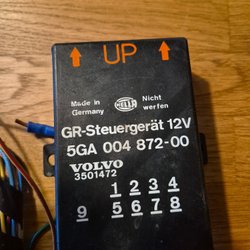 UP
Made in
Germany
HELLA
Nicht
werfen
GR-Steuergerät 12V
5GA 004 872-00
VOLVO
3501472
1 2 3 4
9 5 6 7 8